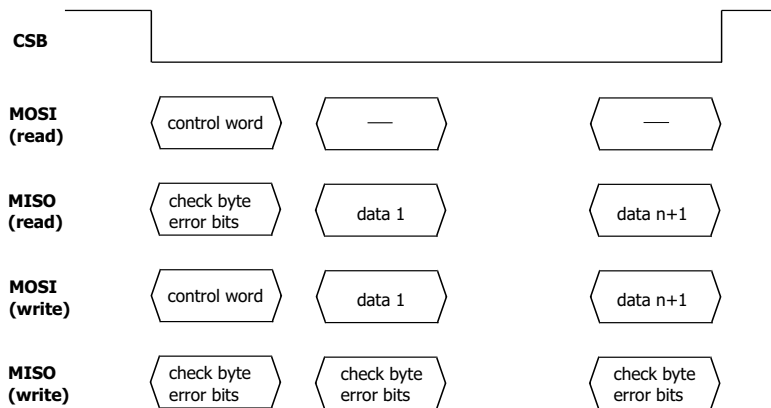 CSB
MOSI
(read)
control word
—
—
MISO
(read)
check byte
error bits
data 1
data n+1
MOSI
(write)
control word
data 1
data n+1
MISO
(write)
check byte
error bits
check byte
error bits
check byte
error bits